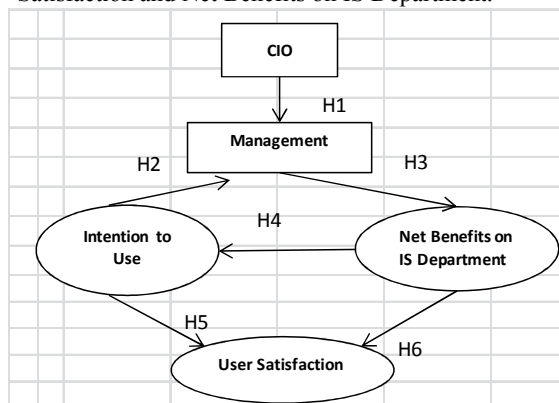 Satisfaction and Net Benefits on IS Department.
CIO
H1
Management
H2
H3
H4
Intention to
Use
Net Benefits on
IS Department
H5
H6
User Satisfaction